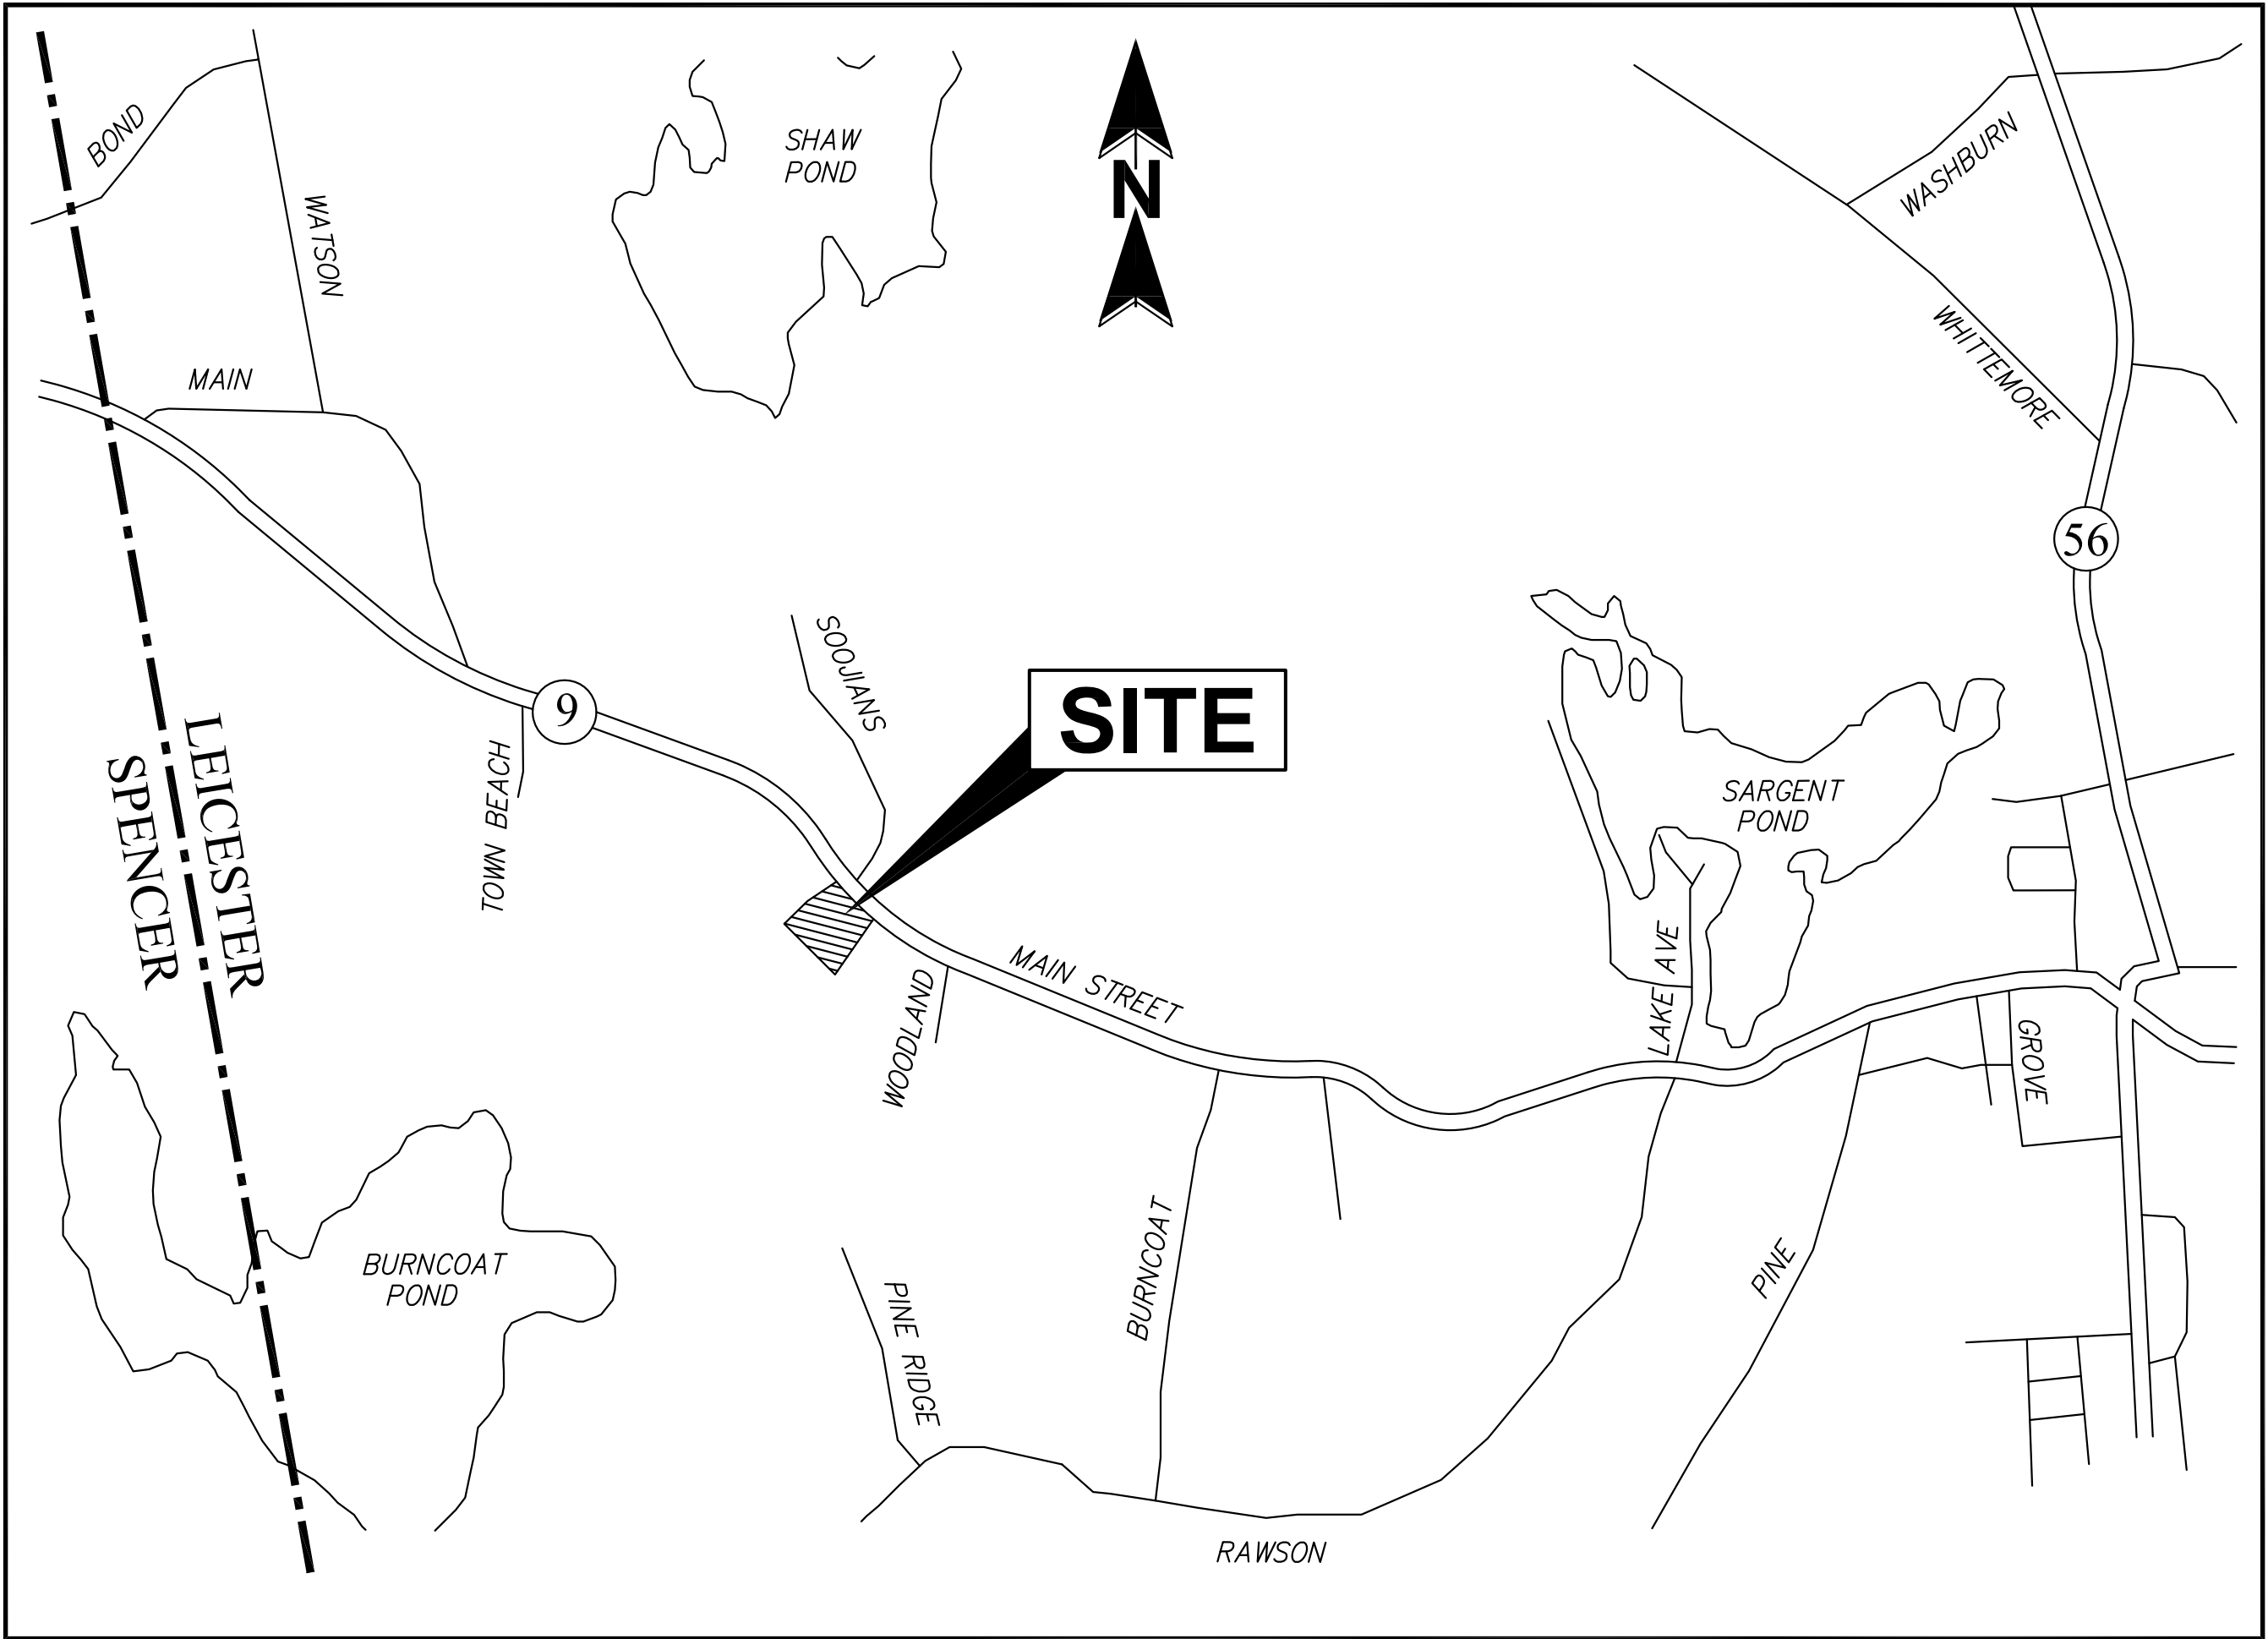 BOND
WATSON
MAIN
SHAW
POND
N
WASHBURN
WHITTEMORE
56
9
SOOJIANS
SITE
TOWN BEACH
LEICESTER
SPENCER
SARGENT
POND
LAKE AVE
MAIN STREET
WOODLAND
GROVE
BURNCOAT
POND
BURNCOAT
PINE
PINE RIDGE
RAWSON